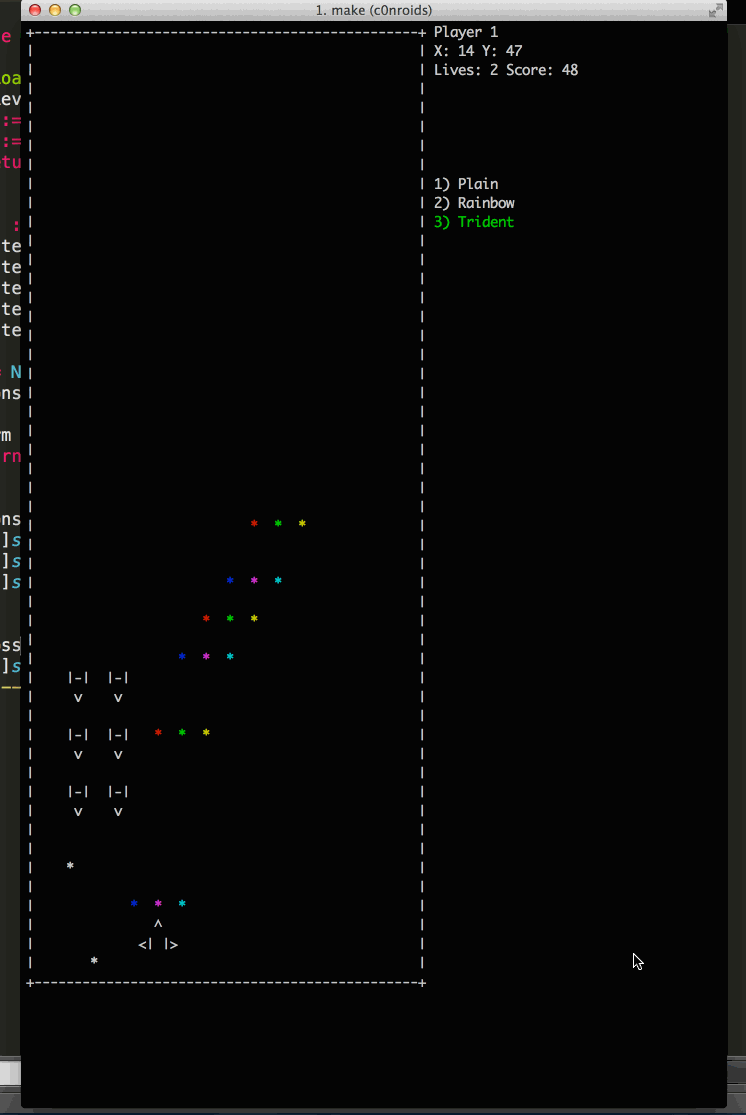 1. make (c0nroids)
Player 1
X: 14 Y: 47
Lives: 2 Score: 48
1) Plain
2) Rainbow
3) Trident
* * *
* * *
* * *
* * *
|-| |-|
v v
|-| |-| * * *
v v
|-| |-|
v v
*
* * *
^
<| |>
*